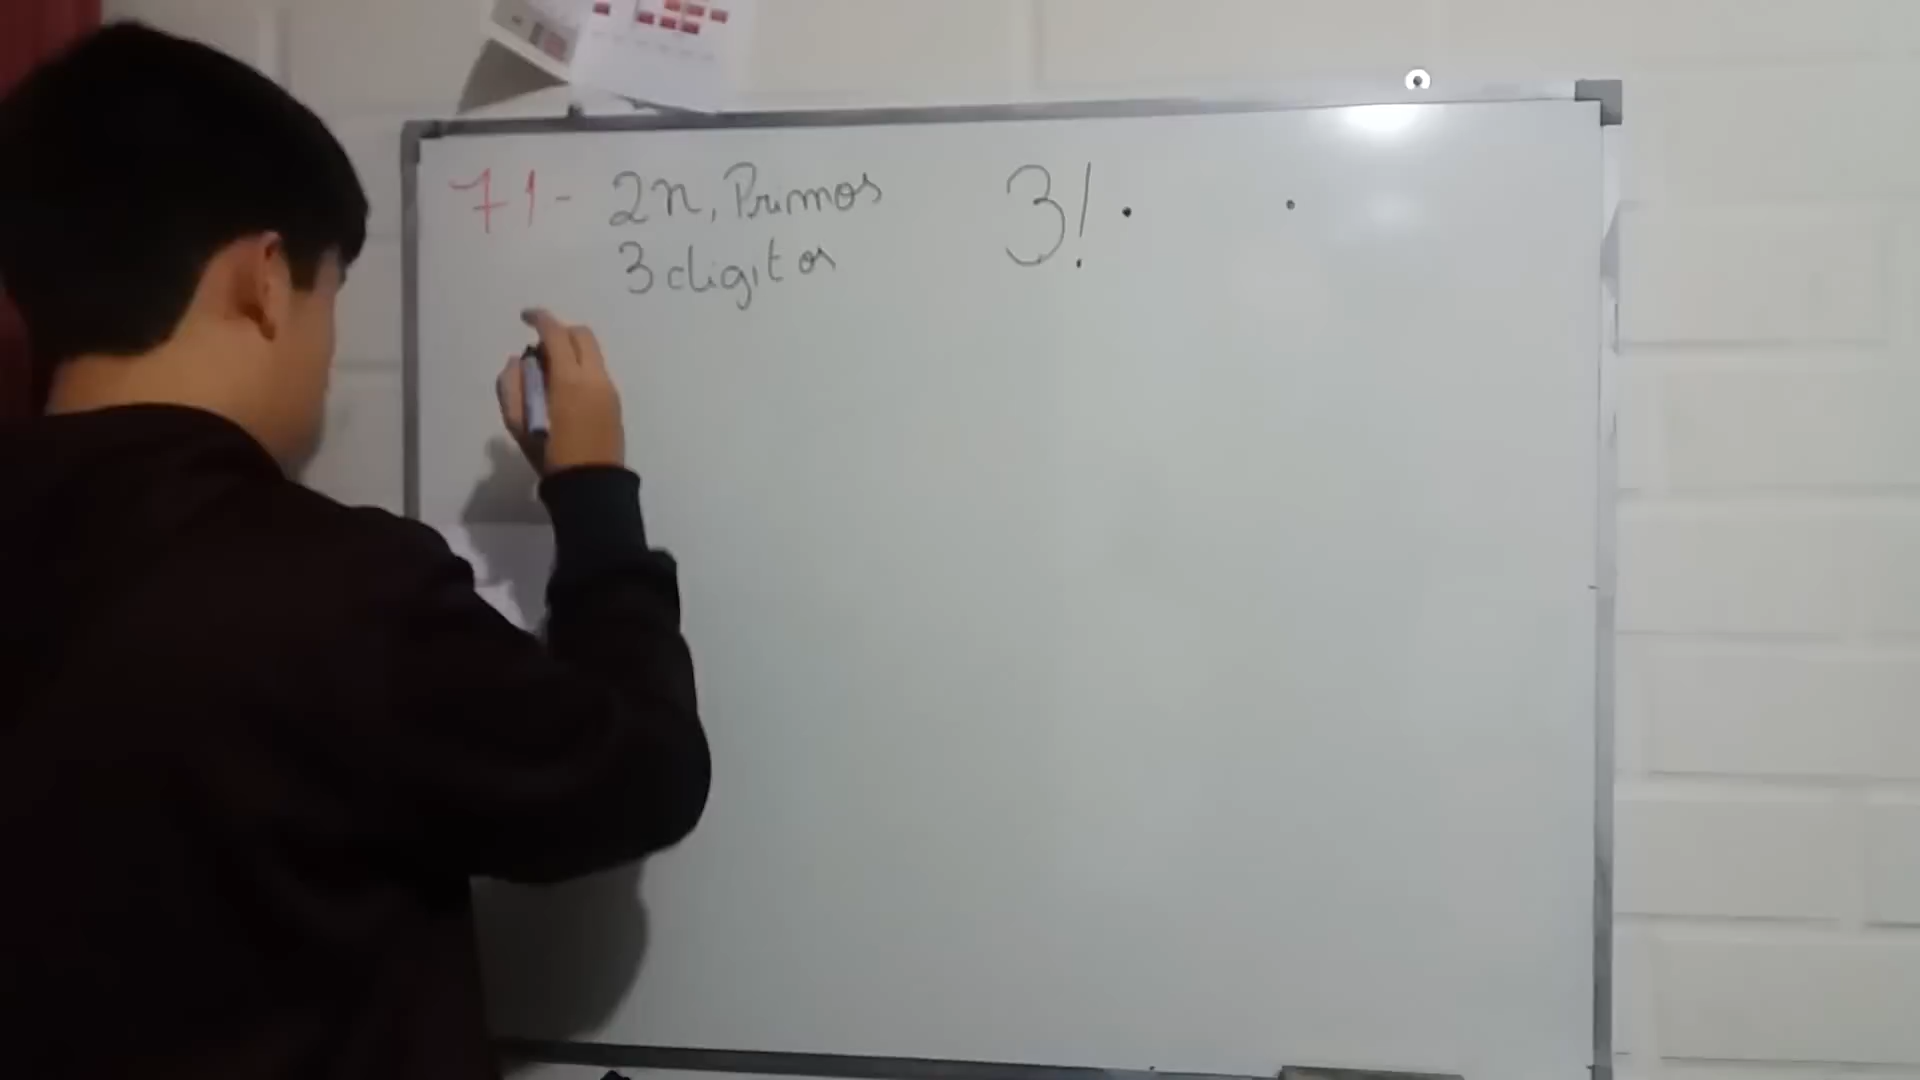 71- 2n, Primos
3 digitos
3! · ·